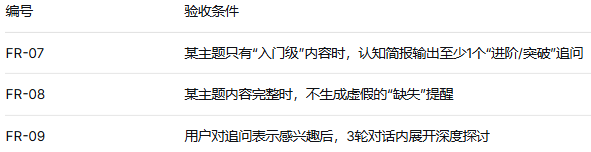 编号 验收条件
FR-07 某主题只有“入门级”内容时，认知简报输出至少1个“进阶/突破”追问
FR-08 某主题内容完整时，不生成虚假的“缺失”提醒
FR-09 用户对追问表示感兴趣后，3轮对话内展开深度探讨